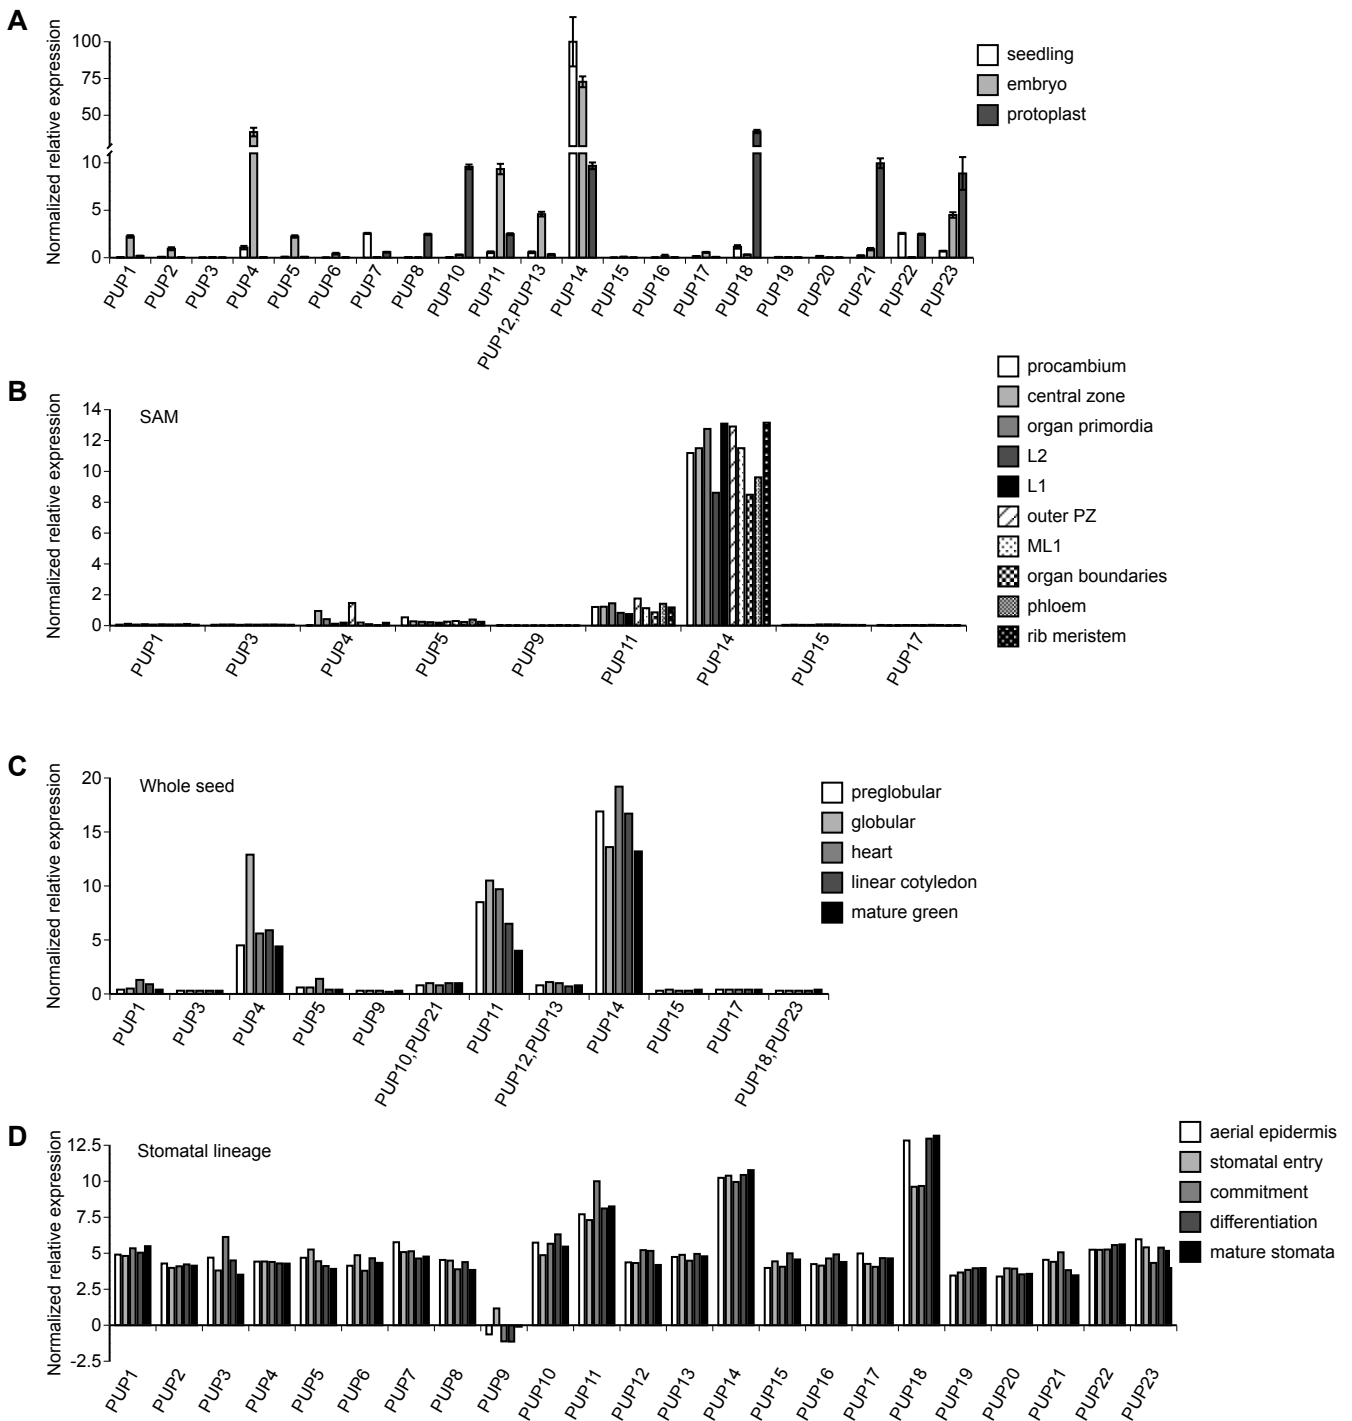 A
Normalized relative expression
100
75
50
10
5
0
PUP1
PUP2
PUP3
PUP4
PUP5
PUP6
PUP7
PUP8
PUP10
PUP11
PUP12,PUP13
PUP14
PUP15
PUP16
PUP17
PUP18
PUP19
PUP20
PUP21
PUP22
PUP23
seedling
embryo
protoplast
B
SAM
Normalized relative expression
14
12
10
8
6
4
2
0
PUP1
PUP3
PUP4
PUP5
PUP9
PUP11
PUP14
PUP15
PUP17
procambium
central zone
organ primordia
L2
L1
outer PZ
ML1
organ boundaries
phloem
rib meristem
C
Whole seed
Normalized relative expression
20
15
10
5
0
PUP1
PUP3
PUP4
PUP5
PUP9
PUP10,PUP21
PUP11
PUP12,PUP13
PUP14
PUP15
PUP17
PUP18,PUP23
preglobular
globular
heart
linear cotyledon
mature green
D
Stomatal lineage
Normalized relative expression
12.5
10
7.5
5
2.5
0
-2.5
PUP1
PUP2
PUP3
PUP4
PUP5
PUP6
PUP7
PUP8
PUP9
PUP10
PUP11
PUP12
PUP13
PUP14
PUP15
PUP16
PUP17
PUP18
PUP19
PUP20
PUP21
PUP22
PUP23
aerial epidermis
stomatal entry
commitment
differentiation
mature stomata